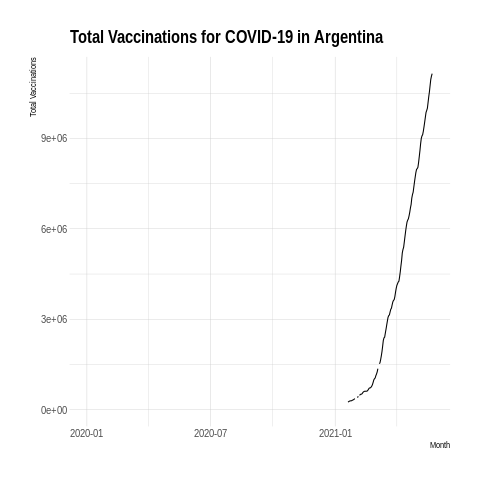 Total Vaccinations for COVID-19 in Argentina
Total Vaccinations
9e+06
6e+06
3e+06
0e+00
2020-01 2020-07 2021-01
Month